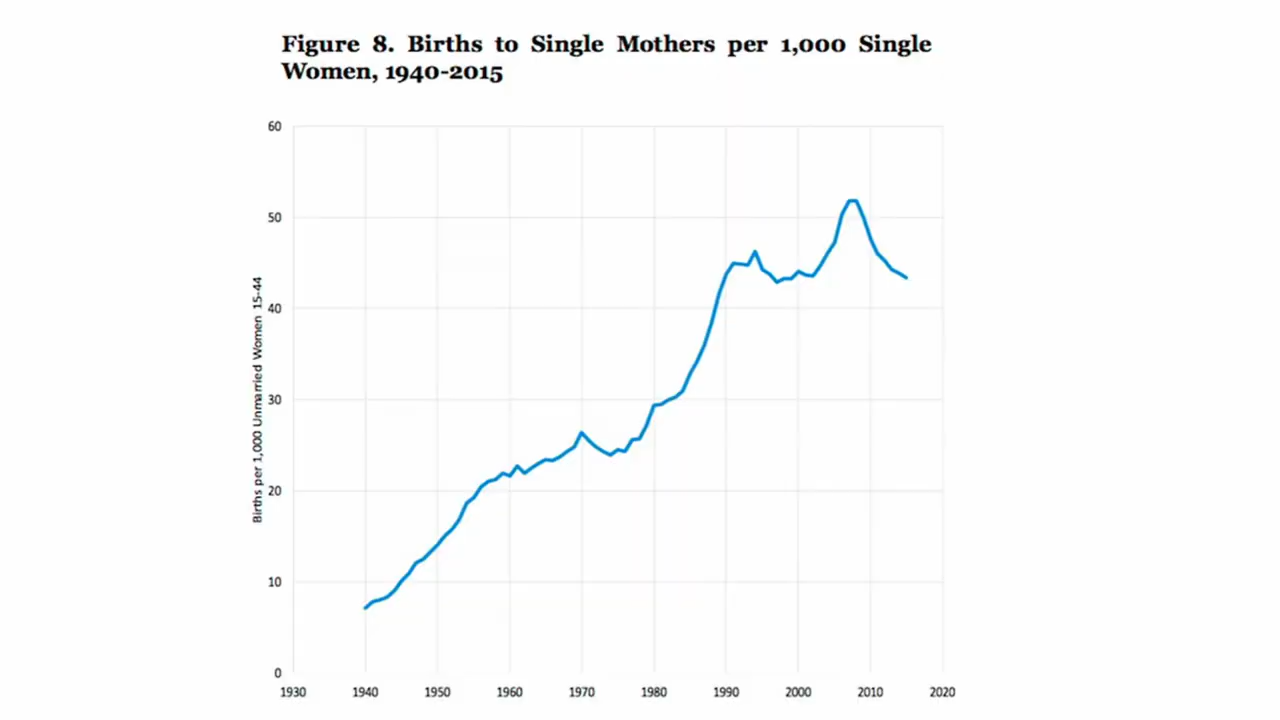 Figure 8. Births to Single Mothers per 1,000 Single
Women, 1940-2015
60
50
40
30
20
10
0
Births per 1,000 Unmarried Women 15-44
1930 1940 1950 1960 1970 1980 1990 2000 2010 2020